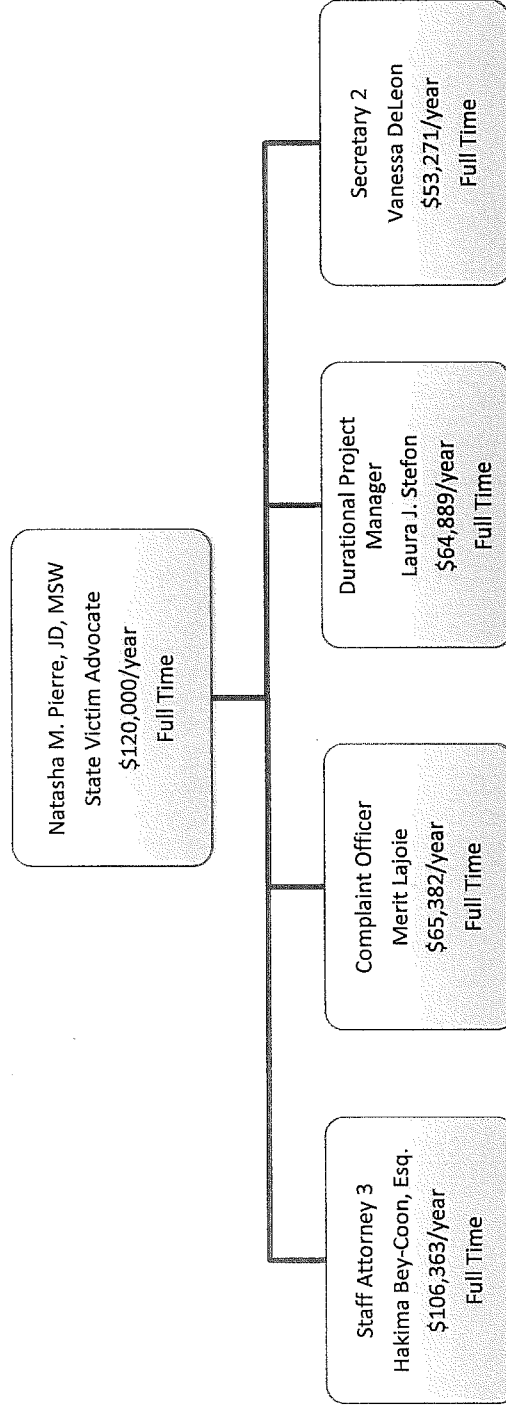 Natasha M. Pierre, JD, MSW
State Victim Advocate
$120,000/year
Full Time
Staff Attorney 3
Hakima Bey-Coon, Esq.
$106,363/year
Full Time
Complaint Officer
Merit Lajoie
$65,382/year
Full Time
Durational Project
Manager
Laura J. Stefon
$64,889/year
Full Time
Secretary 2
Vanessa DeLeon
$53,271/year
Full Time